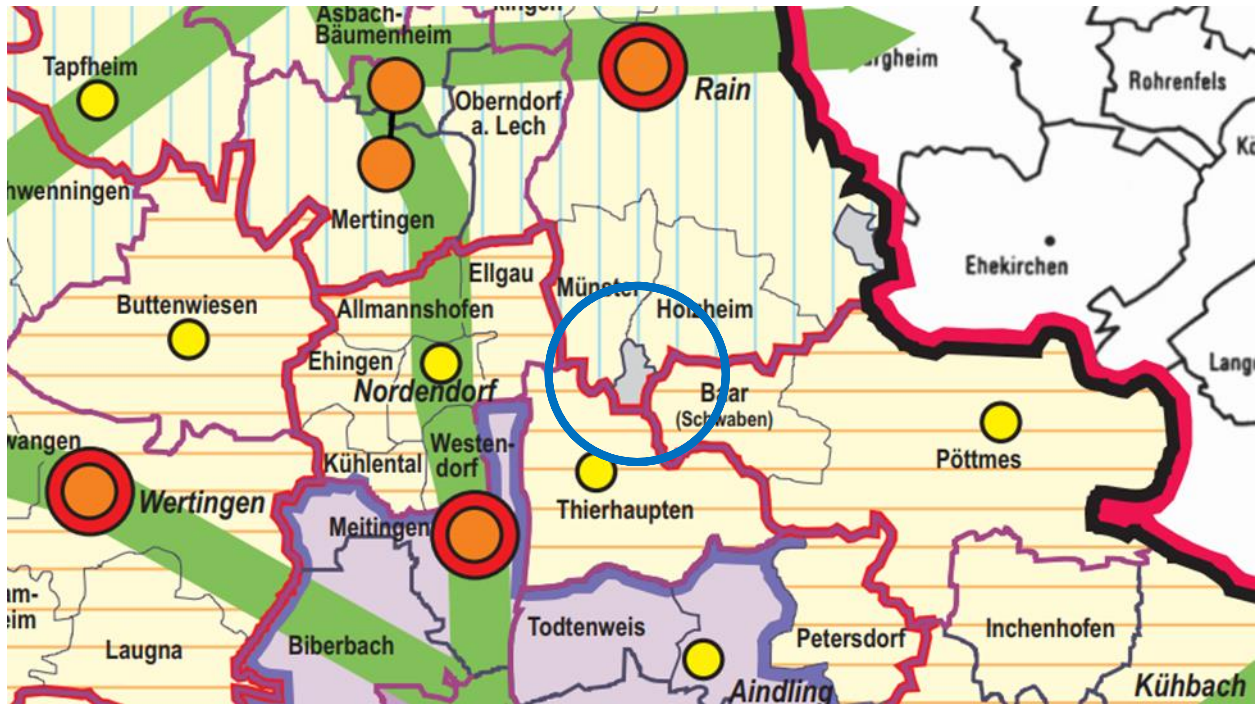 Asbach-
Bäumenheim
Tapfheim
Rain
Oberndorf
a. Lech
Rohrenfels
Mertingen
Ehekirchen
Ellgau
Münster
Holzheim
Buttenwiesen
Allmannshofen
Ehingen
Nordendorf
Baar
(Schwaben)
Westen-
dorf
Kühlental
Pöttmes
Wertingen
Thierhaupten
Meitingen
Todtenweis
Inchenhofen
Petersdorf
Biberbach
Laugna
Aindling
Kühbach